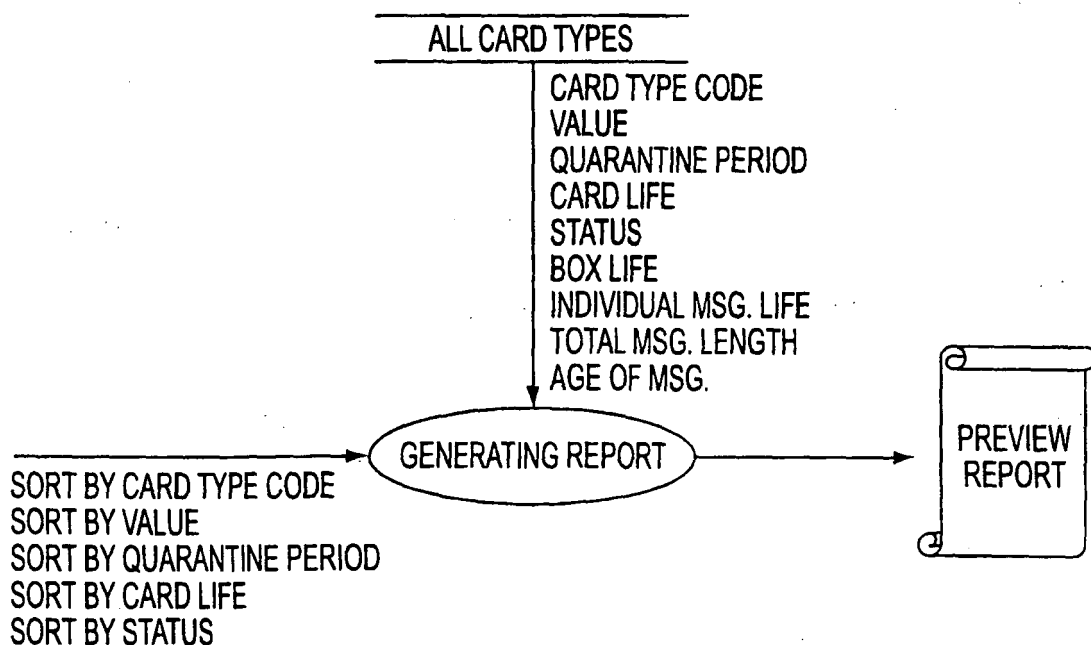 ALL CARD TYPES
CARD TYPE CODE
VALUE
QUARANTINE PERIOD
CARD LIFE
STATUS
BOX LIFE
INDIVIDUAL MSG. LIFE
TOTAL MSG. LENGTH
AGE OF MSG.
GENERATING REPORT
PREVIEW
REPORT
SORT BY CARD TYPE CODE
SORT BY VALUE
SORT BY QUARANTINE PERIOD
SORT BY CARD LIFE
SORT BY STATUS